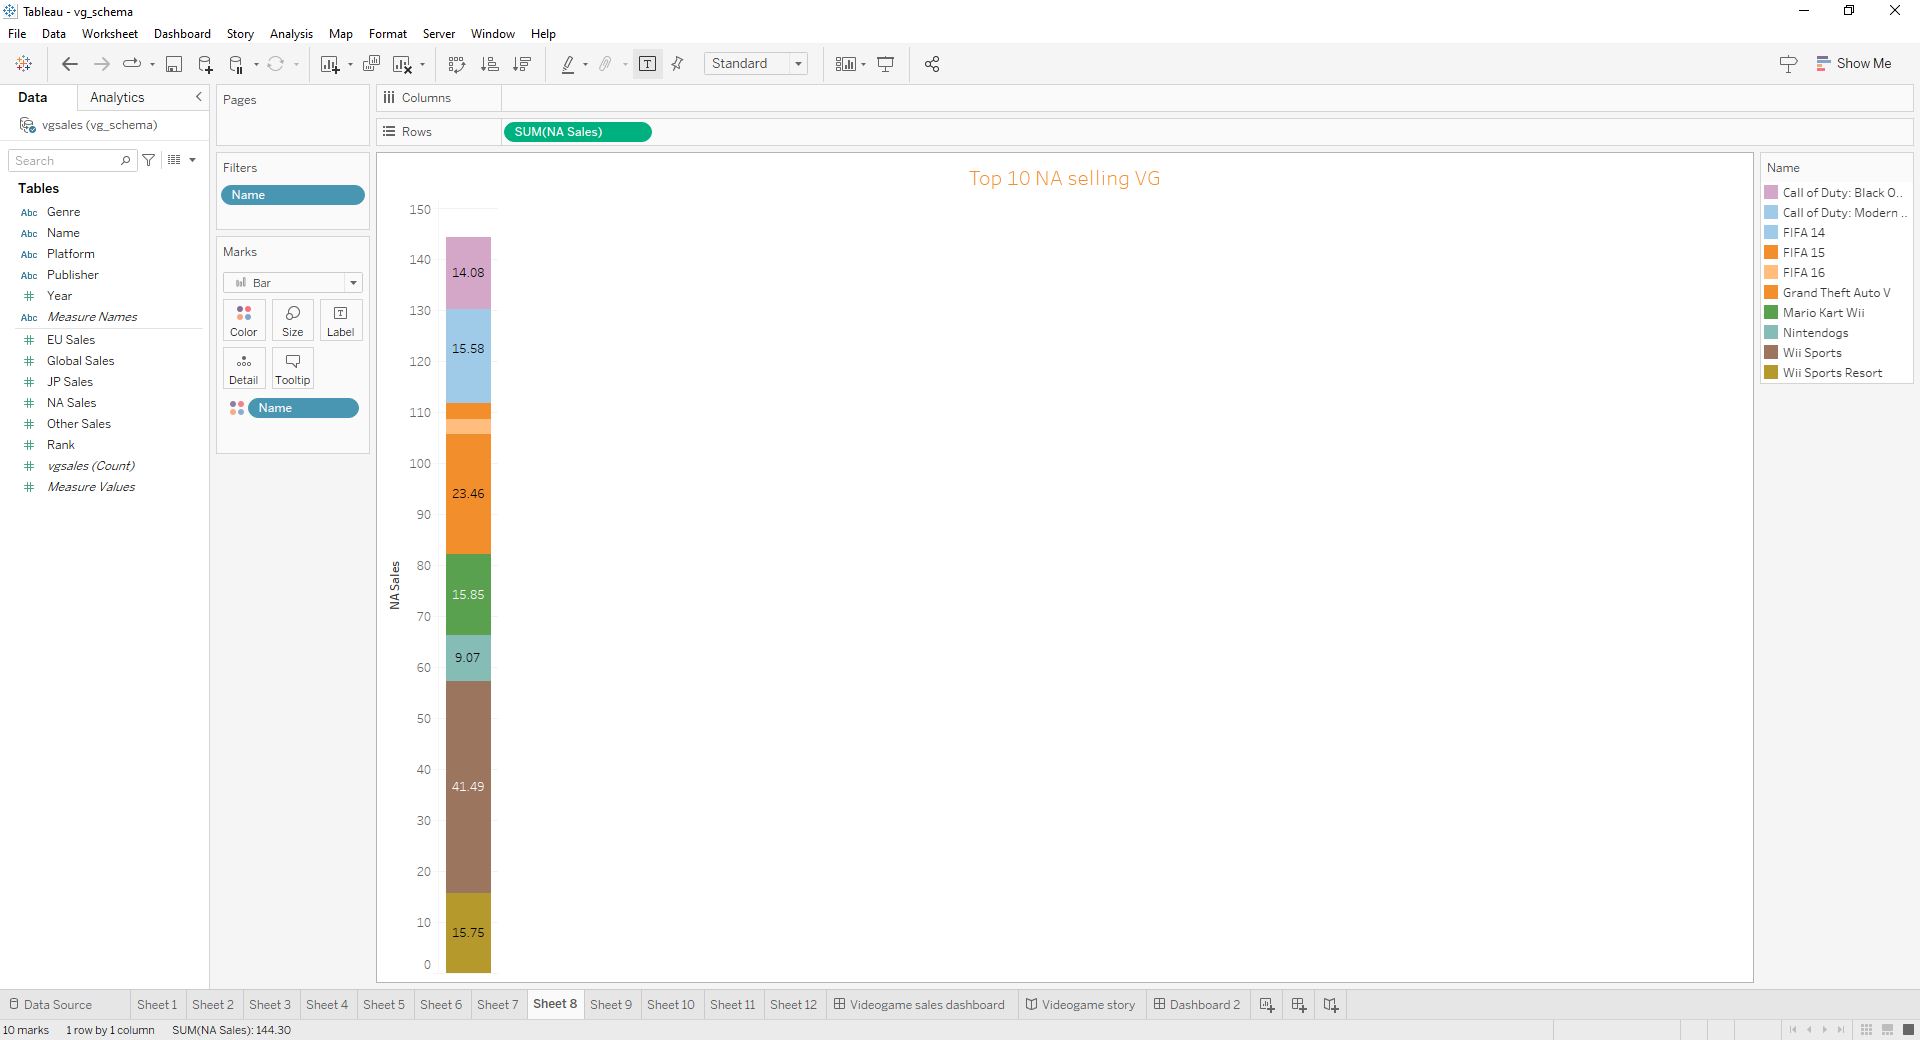 Tableau - vg_schema
File Data Worksheet Dashboard Story Analysis Map Format Server Window Help
Standard
Show Me
Data Analytics
vgsales (vg_schema)
Search
Tables
Abc Genre
Abc Name
Abc Platform
Abc Publisher
# Year
Abc Measure Names
# EU Sales
# Global Sales
# JP Sales
# NA Sales
# Other Sales
# Rank
# vgsales (Count)
# Measure Values
Pages
Filters
Name
Marks
Bar
Color Size Label
Detail Tooltip
Name
Columns
Rows SUM(NA Sales)
Top 10 NA selling VG
150
140
130
120
110
100
90
80
70
60
50
40
30
20
10
0
NA Sales
14.08
15.58
23.46
15.85
9.07
41.49
15.75
Name
Call of Duty: Black O..
Call of Duty: Modern ..
FIFA 14
FIFA 15
FIFA 16
Grand Theft Auto V
Mario Kart Wii
Nintendogs
Wii Sports
Wii Sports Resort
Data Source Sheet 1 Sheet 2 Sheet 3 Sheet 4 Sheet 5 Sheet 6 Sheet 7 Sheet 8 Sheet 9 Sheet 10 Sheet 11 Sheet 12 Videogame sales dashboard Videogame story Dashboard 2
10 marks 1 row by 1 column SUM(NA Sales): 144.30